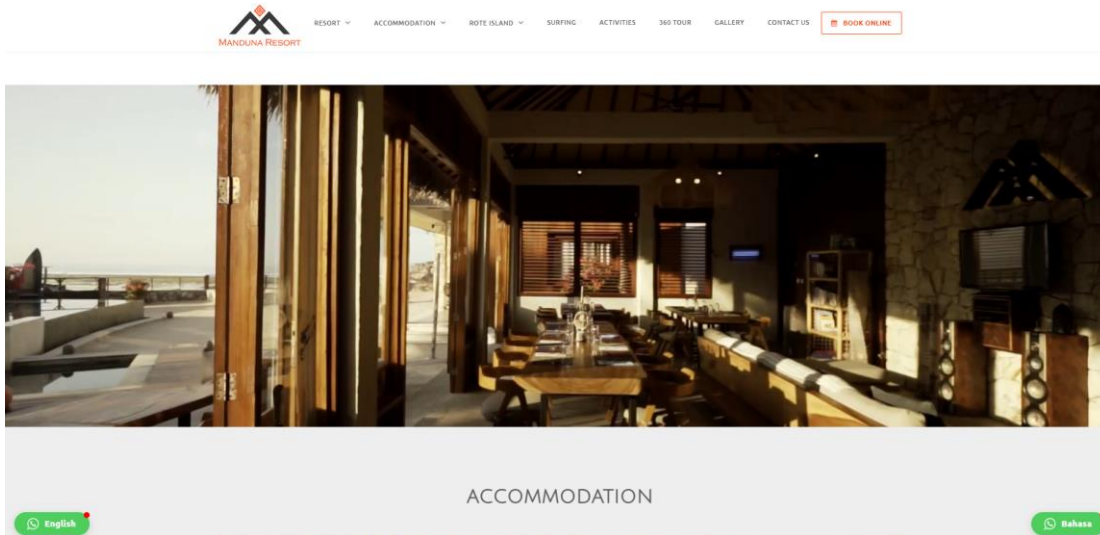 RESORT ACCOMMODATION ROTE ISLAND SURFING ACTIVITIES 360 TOUR GALLERY CONTACT US BOOK ONLINE
MANDUNA RESORT
ACCOMMODATION
English
Bahasa